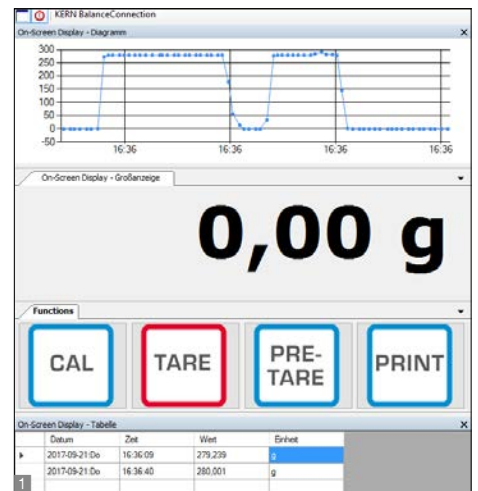 KERN BalanceConnection
On-Screen Display - Diagramm
300
250
200
150
100
50
0
-50
16:36 16:36 16:36 16:36
On-Screen Display - Großanzeige
0,00 g
Functions
CAL TARE PRE-TARE PRINT
On-Screen Display - Tabelle
Datum Zeit Wert Einheit
2017-09-21:Do 16:36:09 279,239 g
2017-09-21:Do 16:36:40 280,001 g
1